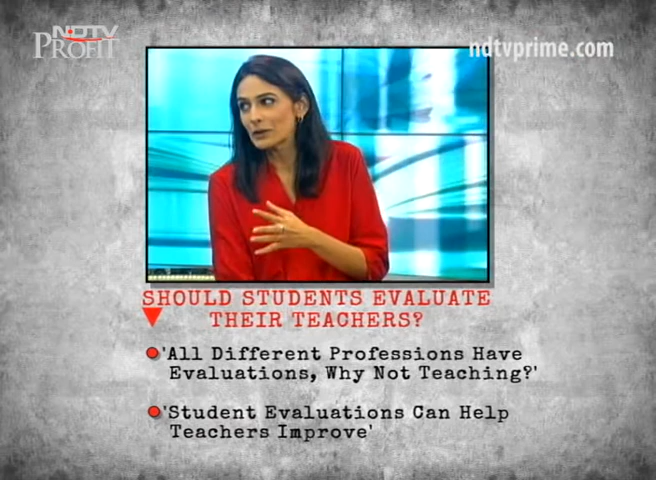 NDTV
PROFIT
ndtvprime.com
SHOULD STUDENTS EVALUATE
THEIR TEACHERS?
'All Different Professions Have
Evaluations, Why Not Teaching?'
'Student Evaluations Can Help
Teachers Improve'